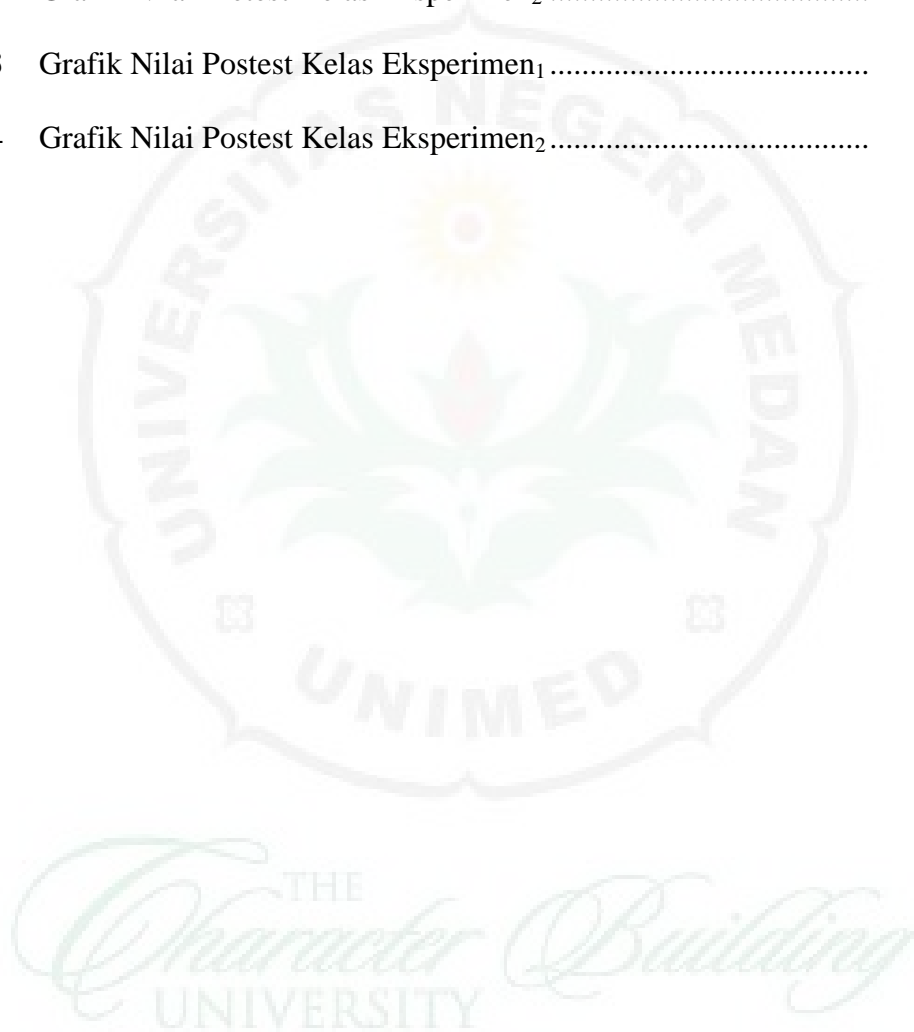 Grafik Nilai Postest Kelas Eksperimen₁ ........................................
Grafik Nilai Postest Kelas Eksperimen₂ ........................................
UNIVERSITAS NEGERI MEDAN
UNIMED
THE
Character Building
UNIVERSITY